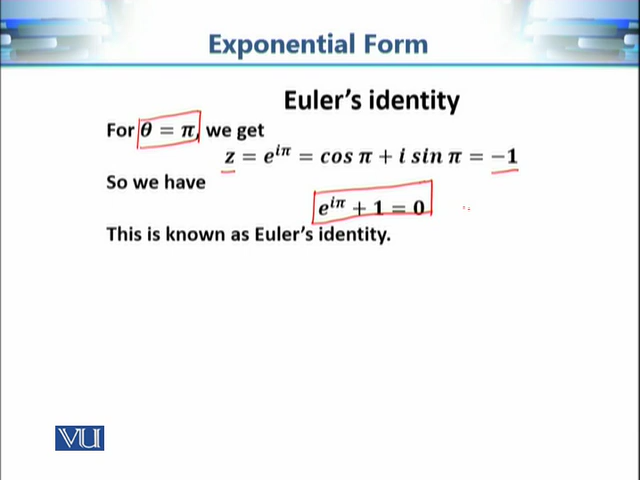 Exponential Form
Euler's identity
For θ = π, we get
z = e^{iπ} = cos π + i sin π = −1
So we have
e^{iπ} + 1 = 0
This is known as Euler's identity.
VU